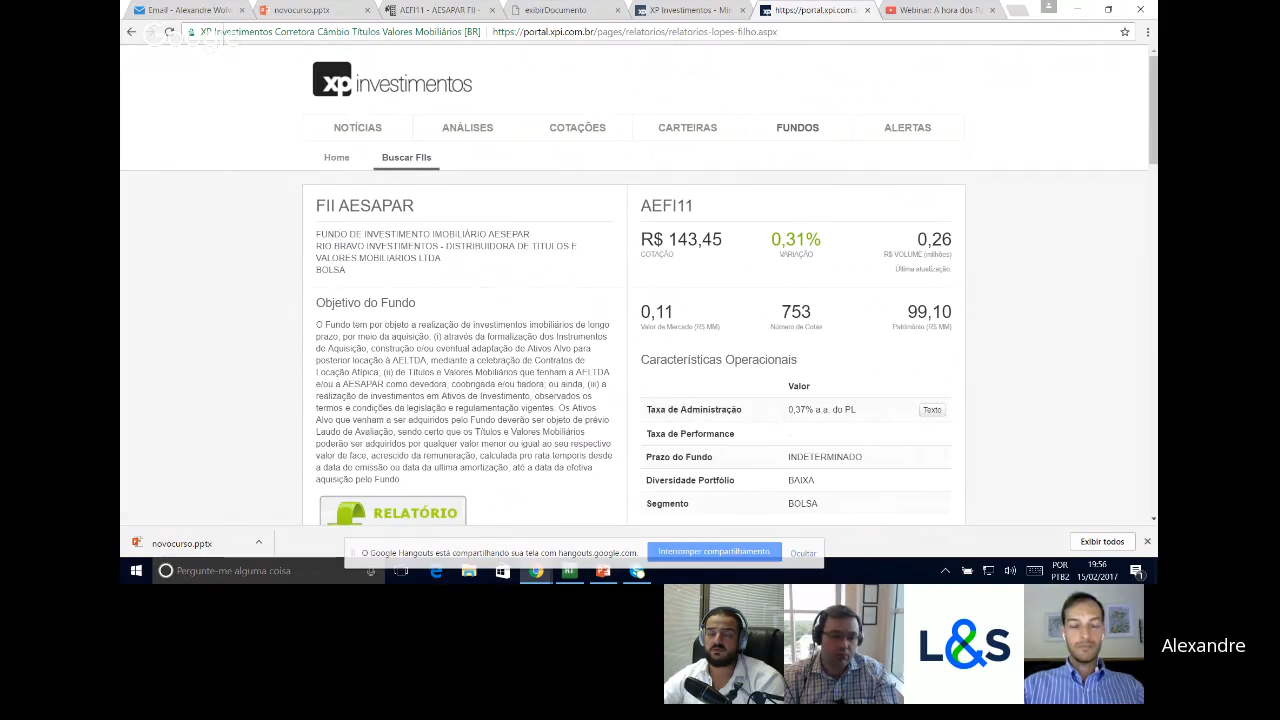 Email - Alexandre Wolw
novocurso.pptx
AEFI11 - AESAPAR FII -
exibirDocumento
XP Investimentos - Min
https://portal.xpi.com.br
Webinar: A hora dos Fu
Google
XP Investimentos Corretora Câmbio Títulos Valores Mobiliários [BR]
https://portal.xpi.com.br/pages/relatorios/relatorios-lopes-filho.aspx
xp investimentos
NOTÍCIAS
ANÁLISES
COTAÇÕES
CARTEIRAS
FUNDOS
ALERTAS
Home
Buscar FIIs
FII AESAPAR
FUNDO DE INVESTIMENTO IMOBILIÁRIO AESEPAR
RIO BRAVO INVESTIMENTOS - DISTRIBUIDORA DE TITULOS E
VALORES MOBILIARIOS LTDA
BOLSA
Objetivo do Fundo
O Fundo tem por objeto a realização de investimentos imobiliários de longo
prazo, por meio da aquisição, (i) através da formalização dos Instrumentos
de Aquisição, construção e/ou eventual adaptação de Ativos Alvo para
posterior locação à AELTDA, mediante a celebração de Contratos de
Locação Atípica; (ii) de Títulos e Valores Mobiliários que tenham a AELTDA
e/ou a AESAPAR como devedora, coobrigada e/ou fiadora; ou ainda, (iii) a
realização de investimentos em Ativos de Investimento, observados os
termos e condições da legislação e regulamentação vigentes. Os Ativos
Alvo que venham a ser adquiridos pelo Fundo deverão ser objeto de prévio
Laudo de Avaliação, sendo certo que os Títulos e Valores Mobiliários
poderão ser adquiridos por qualquer valor menor ou igual ao seu respectivo
valor de face, acrescido da remuneração, calculada pro rata temporis desde
a data de emissão ou data da ultima amortização, até a data da efetiva
aquisição pelo Fundo.
RELATÓRIO
AEFI11
R$ 143,45
0,31%
0,26
COTAÇÃO
VARIAÇÃO
R$ VOLUME (milhões)
Última atualização:
0,11
753
99,10
Valor de Mercado (R$ MM)
Número de Cotas
Patrimônio (R$ MM)
Características Operacionais
Valor
Taxa de Administração
0,37% a.a. do PL
Texto
Taxa de Performance
-
Prazo do Fundo
INDETERMINADO
Diversidade Portfólio
BAIXA
Segmento
BOLSA
novocurso.pptx
O Google Hangouts está compartilhando sua tela com hangouts.google.com.
Interromper compartilhamento
Ocultar
Exibir todos
Pergunte-me alguma coisa
POR
PTB2
19:56
15/02/2017
1
L&S
Alexandre